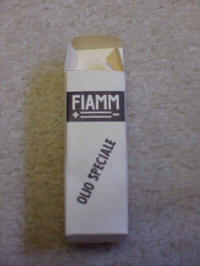 FIAMM
+ -
OLIO SPECIALE